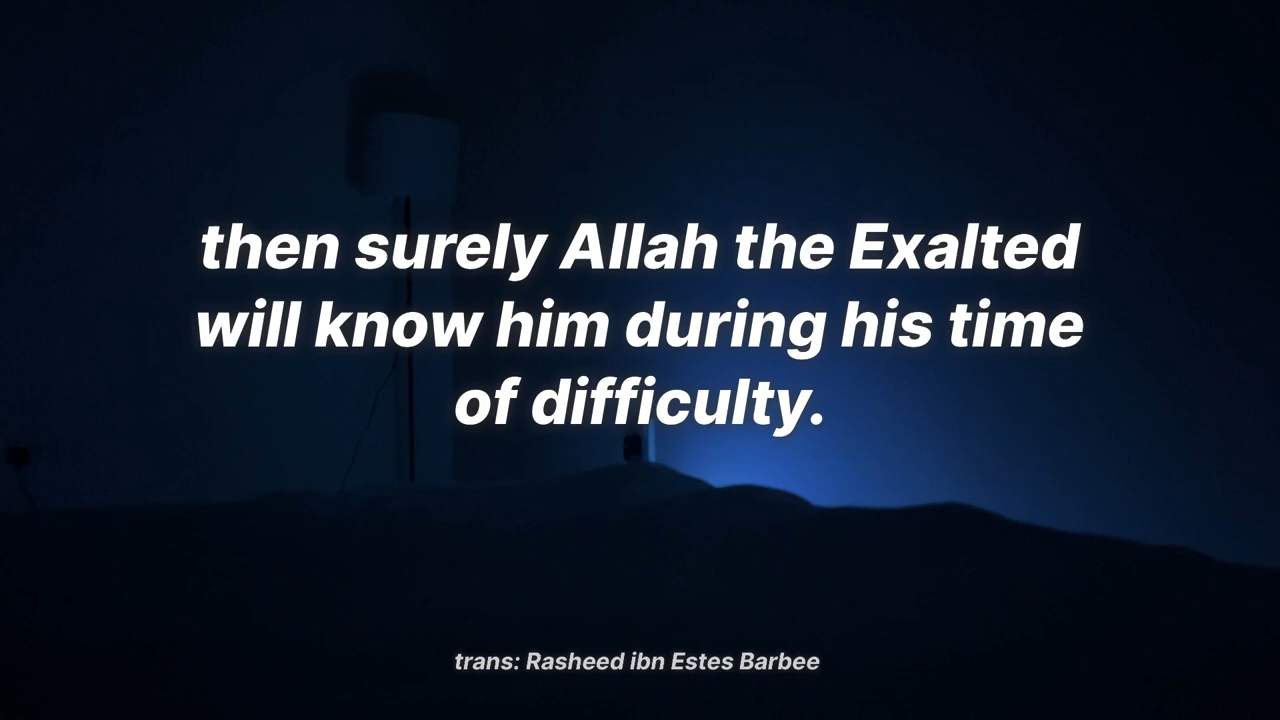 then surely Allah the Exalted
will know him during his time
of difficulty.
trans: Rasheed ibn Estes Barbee